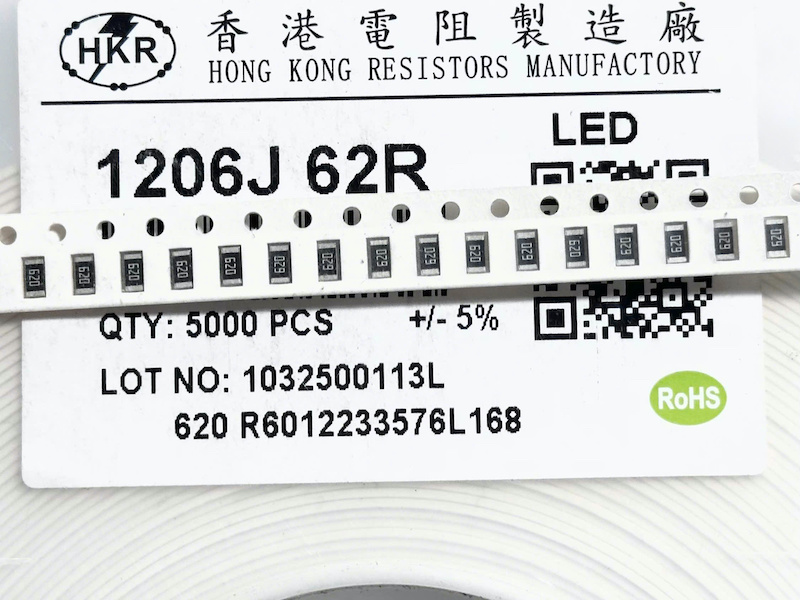 HKR 香港電阻製造廠
HONG KONG RESISTORS MANUFACTORY
LED
1206J 62R
620 620 620 620 620 620 620 620 620 620 620 620 620 620 620 620
QTY: 5000 PCS +/- 5%
LOT NO: 1032500113L
620 R6012233576L168
RoHS